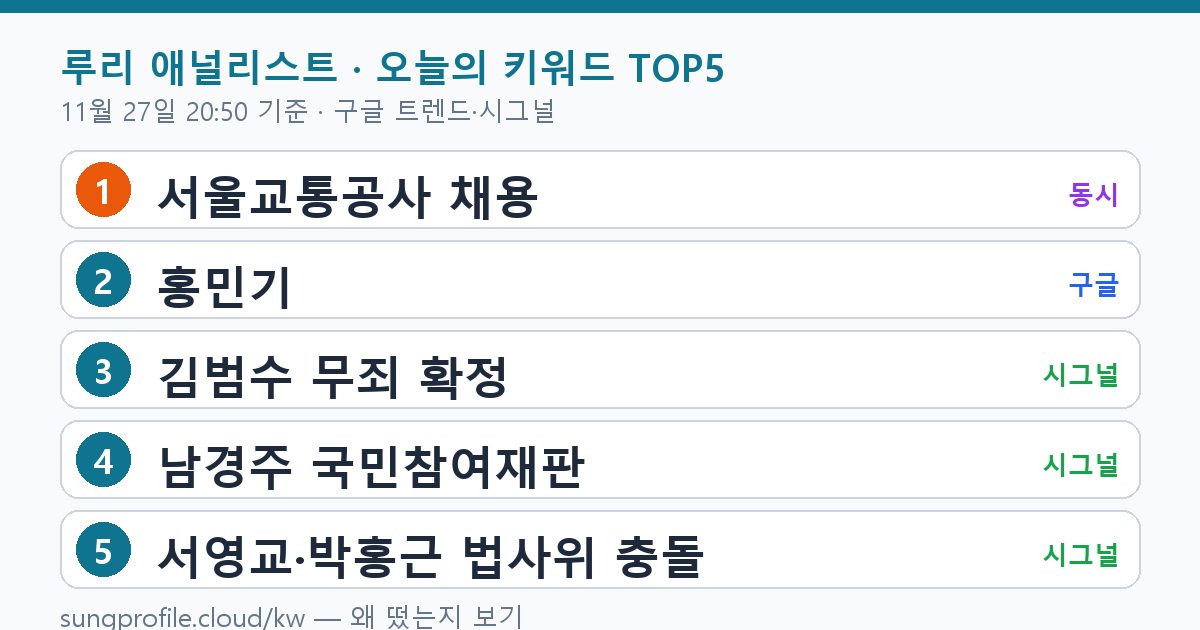 루리 애널리스트 · 오늘의 키워드 TOP5
11월 27일 20:50 기준 · 구글 트렌드·시그널
1 서울교통공사 채용 동시
2 홍민기 구글
3 김범수 무죄 확정 시그널
4 남경주 국민참여재판 시그널
5 서영교·박홍근 법사위 충돌 시그널
sungprofile.cloud/kw — 왜 떴는지 보기